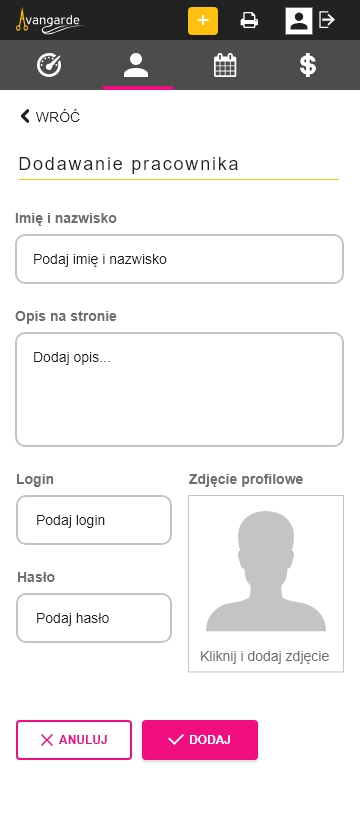 Avangarde
WRÓĆ
Dodawanie pracownika
Imię i nazwisko
Podaj imię i nazwisko
Opis na stronie
Dodaj opis...
Login
Podaj login
Zdjęcie profilowe
Hasło
Podaj hasło
Kliknij i dodaj zdjęcie
ANULUJ
DODAJ